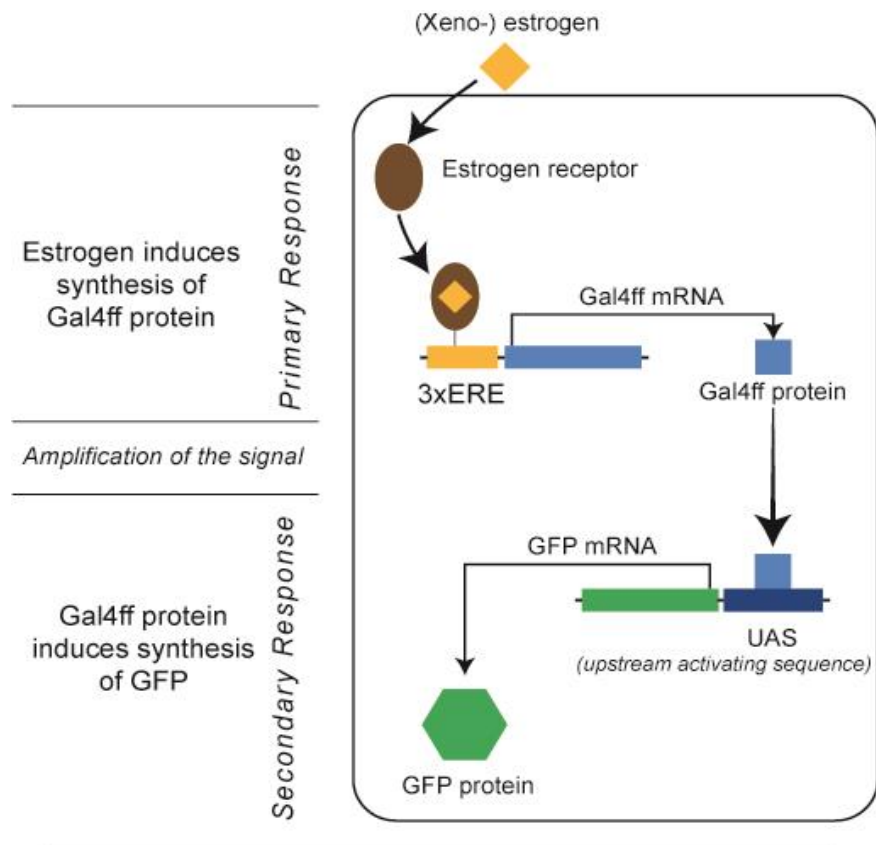 (Xeno-) estrogen
Estrogen receptor
Primary Response
Estrogen induces
synthesis of
Gal4ff protein
Gal4ff mRNA
3xERE
Gal4ff protein
Amplification of the signal
GFP mRNA
Secondary Response
Gal4ff protein
induces synthesis
of GFP
UAS
(upstream activating sequence)
GFP protein